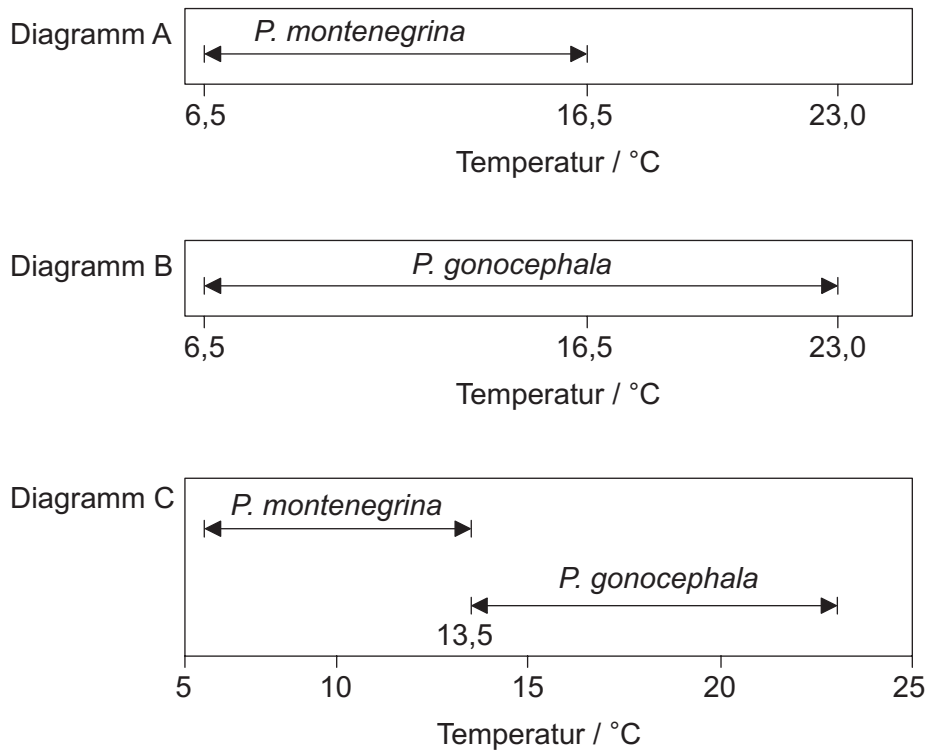 Diagramm A
P. montenegrina
6,5 16,5 23,0
Temperatur / °C
Diagramm B
P. gonocephala
6,5 16,5 23,0
Temperatur / °C
Diagramm C
P. montenegrina
P. gonocephala
13,5
5 10 15 20 25
Temperatur / °C